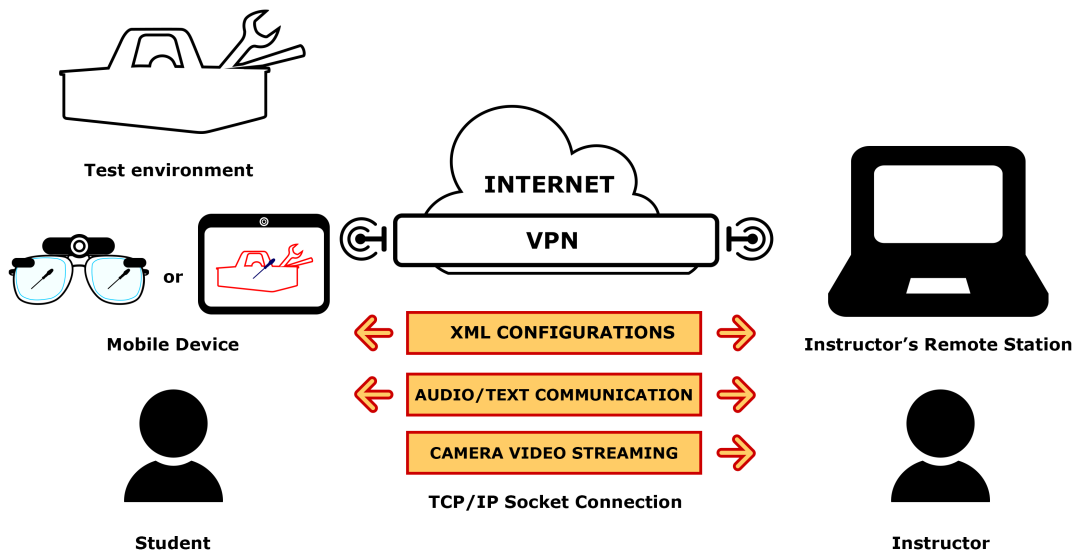 Test environment
INTERNET
VPN
or
Mobile Device
XML CONFIGURATIONS
Instructor’s Remote Station
AUDIO/TEXT COMMUNICATION
CAMERA VIDEO STREAMING
TCP/IP Socket Connection
Student
Instructor